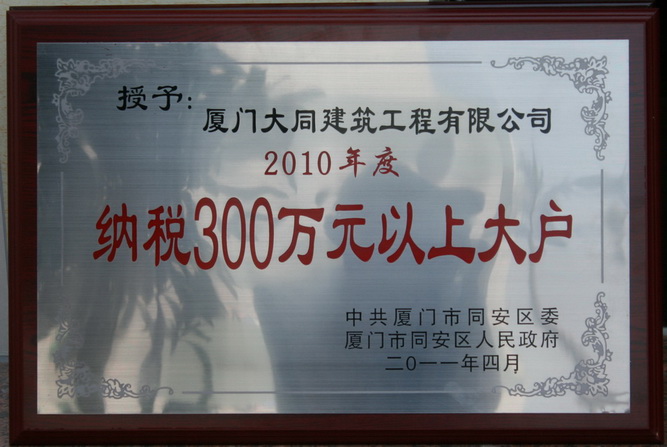 授予：
厦门大同建筑工程有限公司
2010年度
纳税300万元以上大户
中共厦门市同安区委
厦门市同安区人民政府
二〇一一年四月